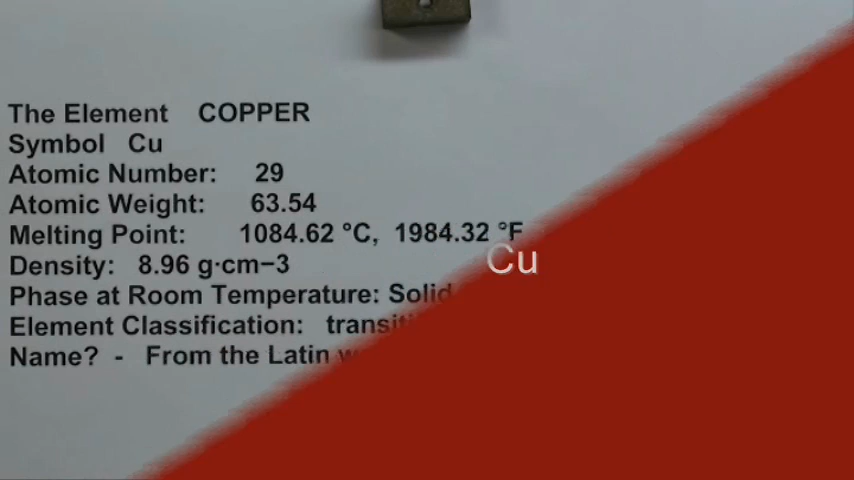 The Element COPPER
Symbol Cu
Atomic Number: 29
Atomic Weight: 63.54
Melting Point: 1084.62 °C, 1984.32 °F
Density: 8.96 g·cm−3
Cu
Phase at Room Temperature: Solid
Element Classification:
Name? - From the Latin